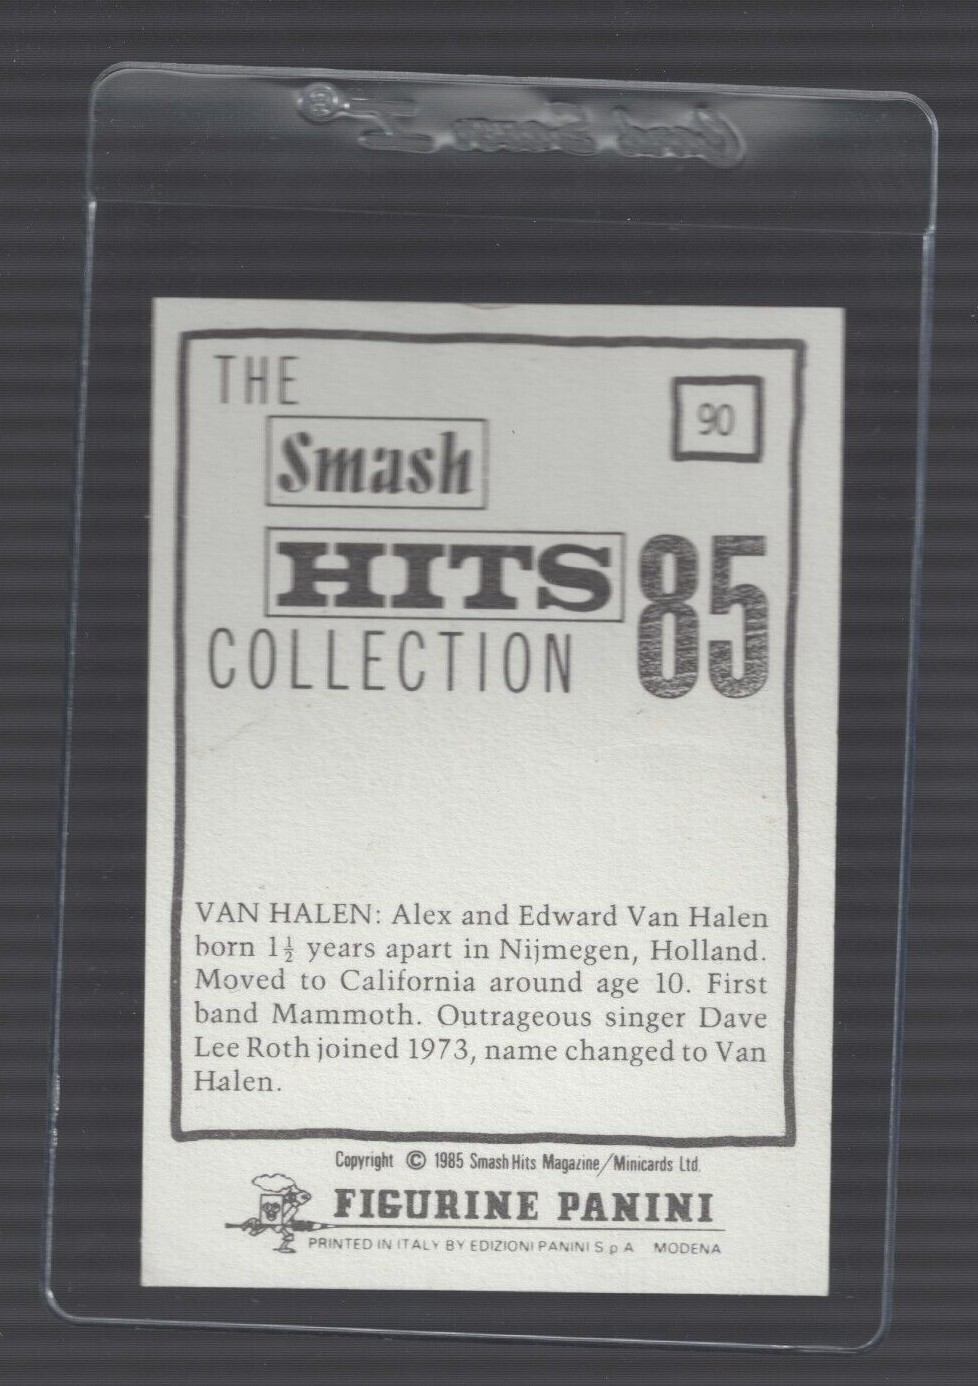 Card Saver I
THE
90
Smash
HITS
85
COLLECTION
VAN HALEN: Alex and Edward Van Halen
born 1½ years apart in Nijmegen, Holland.
Moved to California around age 10. First
band Mammoth. Outrageous singer Dave
Lee Roth joined 1973, name changed to Van
Halen.
Copyright © 1985 Smash Hits Magazine/Minicards Ltd.
FIGURINE PANINI
PRINTED IN ITALY BY EDIZIONI PANINI S.p.A. MODENA